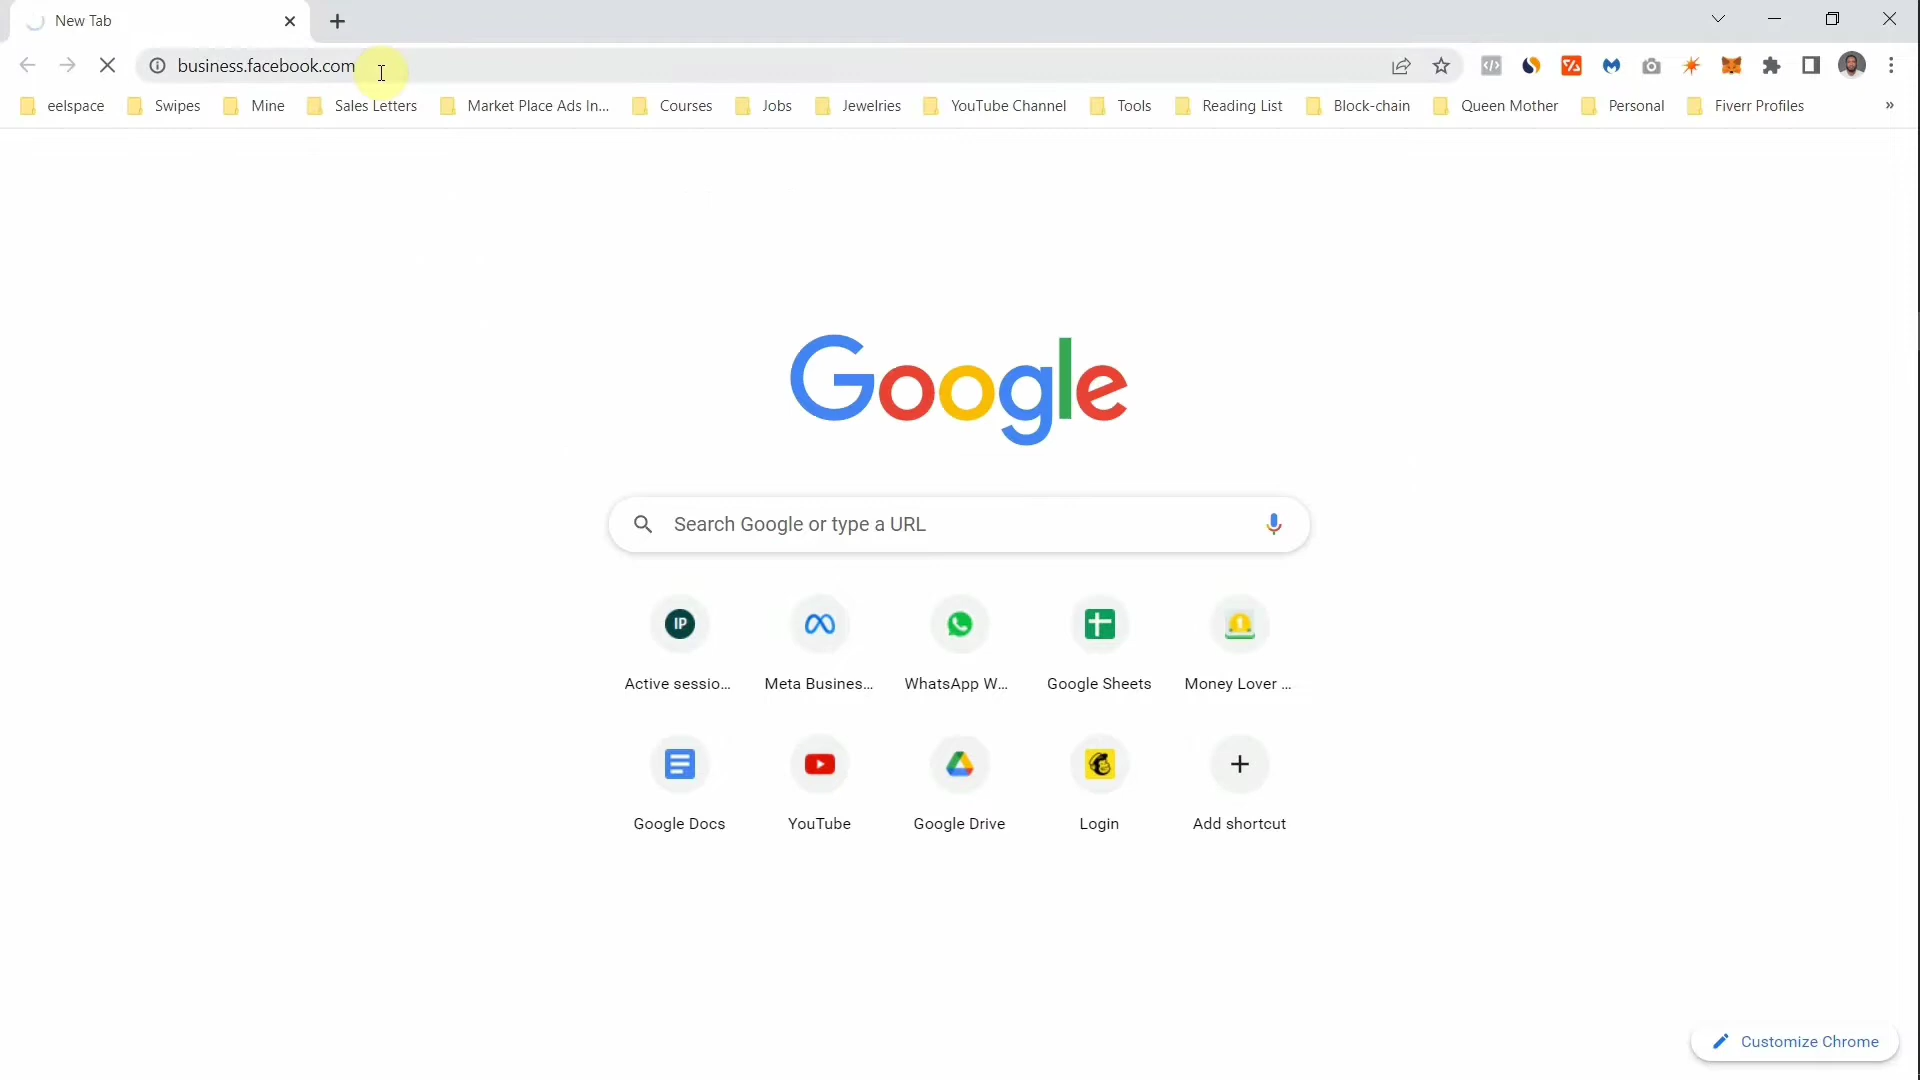 New Tab
business.facebook.com
eelspace Swipes Mine Sales Letters Market Place Ads In... Courses Jobs Jewelries YouTube Channel Tools Reading List Block-chain Queen Mother Personal Fiverr Profiles »
Google
Search Google or type a URL
IP
Active sessio... Meta Busines... WhatsApp W... Google Sheets Money Lover ...
Google Docs YouTube Google Drive Login Add shortcut
Customize Chrome